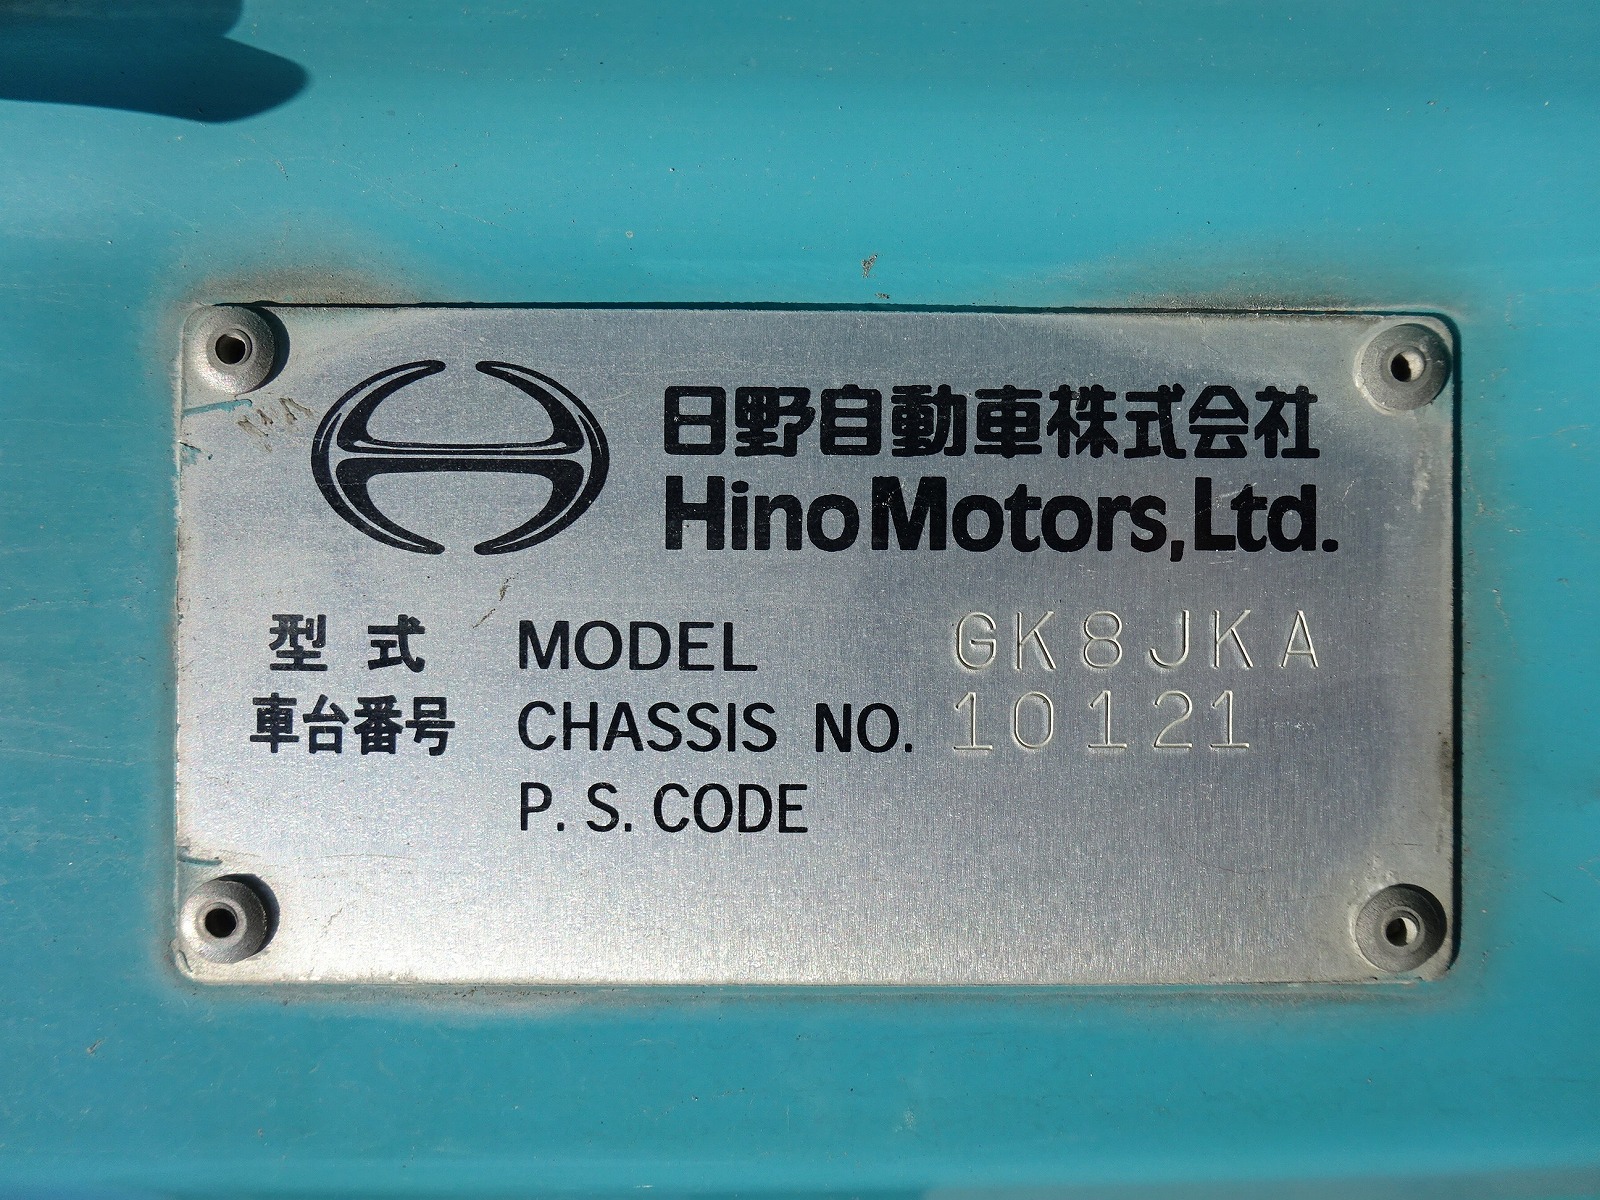 日野自動車株式会社
Hino Motors, Ltd.
型式 MODEL GK8JKA
車台番号 CHASSIS NO. 10121
P. S. CODE